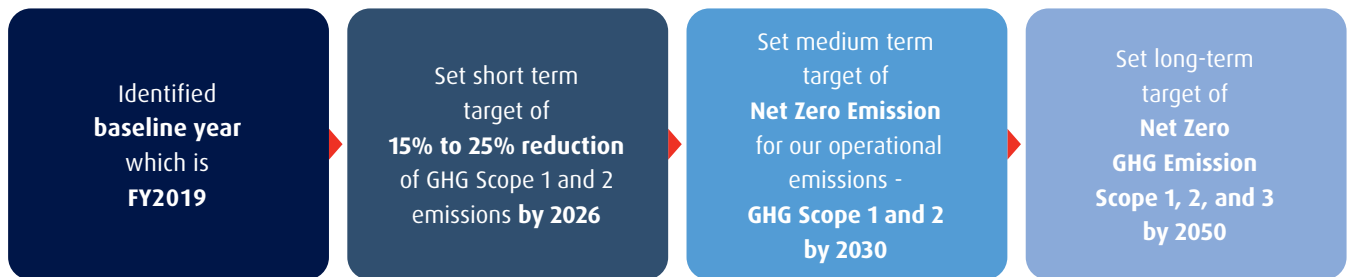 Identified
baseline year
which is
FY2019
Set short term
target of
15% to 25% reduction
of GHG Scope 1 and 2
emissions by 2026
Set medium term
target of
Net Zero Emission
for our operational
emissions -
GHG Scope 1 and 2
by 2030
Set long-term
target of
Net Zero
GHG Emission
Scope 1, 2, and 3
by 2050